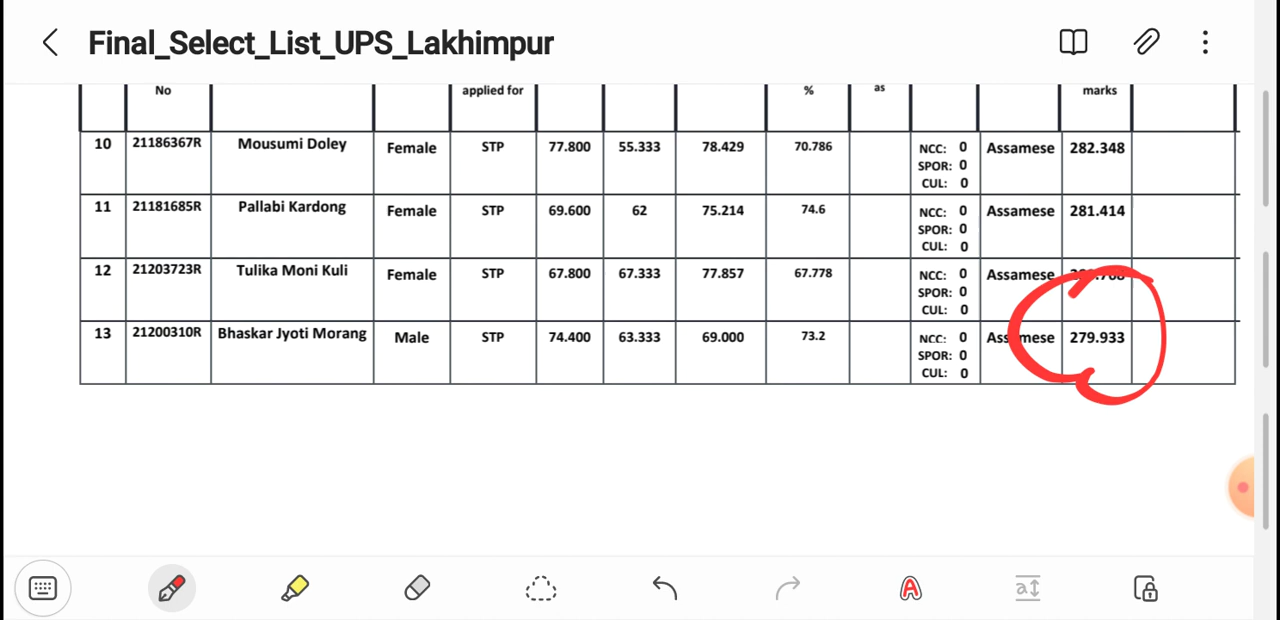 Final_Select_List_UPS_Lakhimpur
No applied for % as marks
10 21186367R Mousumi Doley Female STP 77.800 55.333 78.429 70.786 NCC: 0 Assamese 282.348
SPOR: 0
CUL: 0
11 21181685R Pallabi Kardong Female STP 69.600 62 75.214 74.6 NCC: 0 Assamese 281.414
SPOR: 0
CUL: 0
12 21203723R Tulika Moni Kuli Female STP 67.800 67.333 77.857 67.778 NCC: 0 Assamese
SPOR: 0
CUL: 0
13 21200310R Bhaskar Jyoti Morang Male STP 74.400 63.333 69.000 73.2 NCC: 0 Assamese 279.933
SPOR: 0
CUL: 0
A a